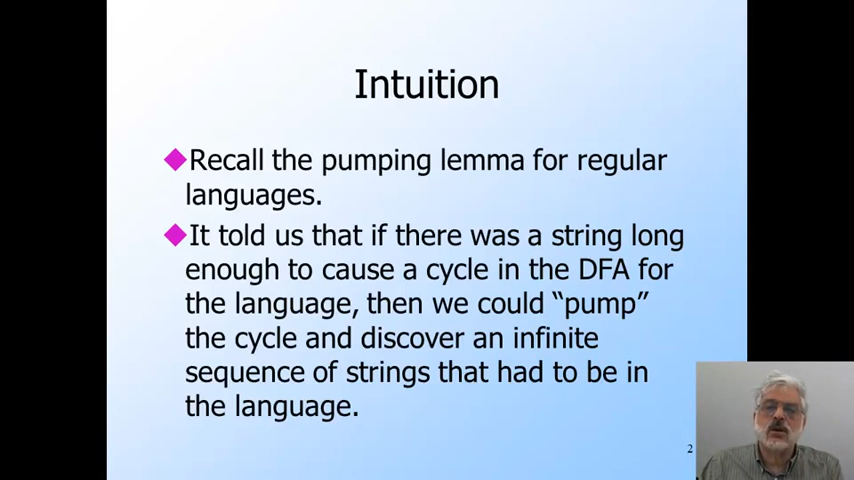 Intuition
Recall the pumping lemma for regular
languages.
It told us that if there was a string long
enough to cause a cycle in the DFA for
the language, then we could “pump”
the cycle and discover an infinite
sequence of strings that had to be in
the language.
2